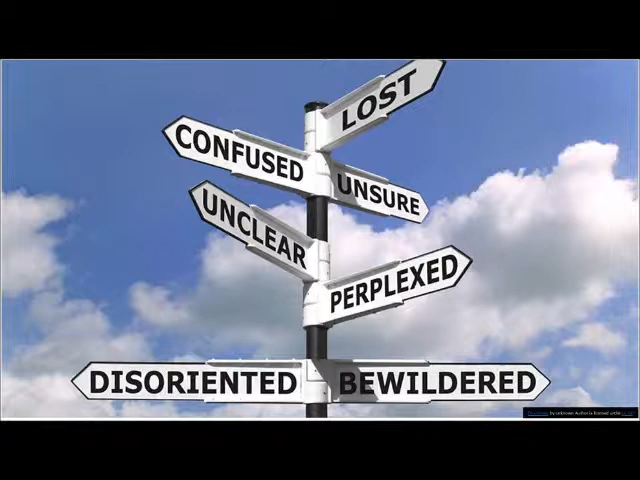 LOST
CONFUSED
UNSURE
UNCLEAR
PERPLEXED
DISORIENTED
BEWILDERED